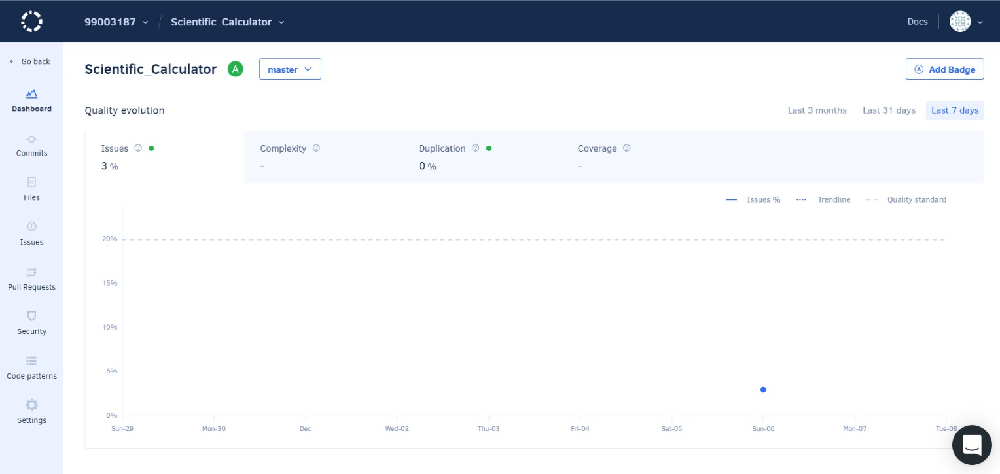 99003187 / Scientific_Calculator Docs
Go back
Scientific_Calculator A master A Add Badge
Dashboard
Quality evolution Last 3 months Last 31 days Last 7 days
Commits
Files
Issues
Pull Requests
Security
Code patterns
Settings
Issues ? Complexity ? Duplication ? Coverage ?
3 % - 0 % -
Issues % Trendline Quality standard
20%
15%
10%
5%
0%
Sun-29 Mon-30 Dec Wed-02 Thu-03 Fri-04 Sat-05 Sun-06 Mon-07 Tue-08